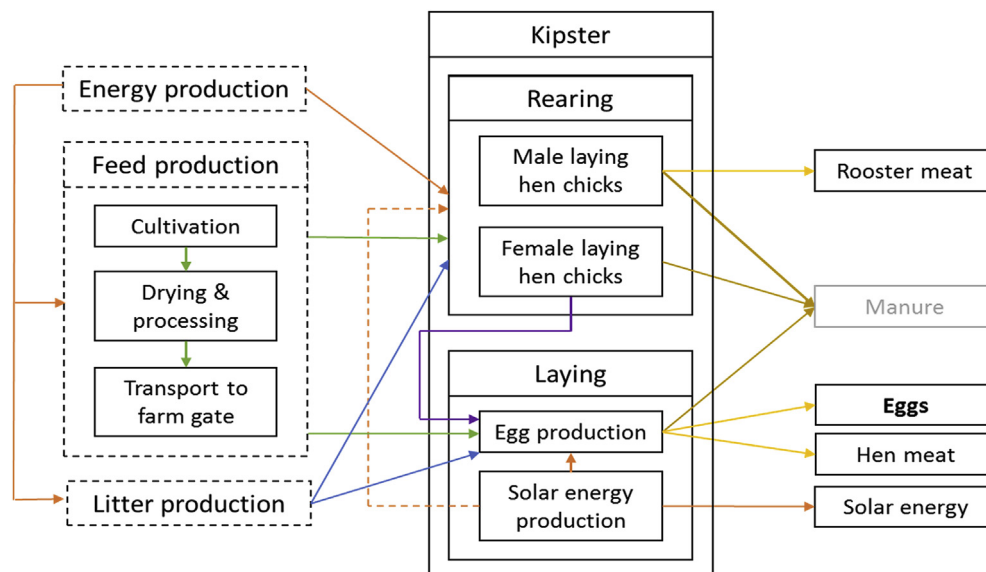 Kipster
Energy production
Rearing
Feed production
Male laying
hen chicks
Rooster meat
Cultivation
Female laying
hen chicks
Drying &
processing
Manure
Transport to
farm gate
Laying
Egg production
Eggs
Hen meat
Litter production
Solar energy
production
Solar energy